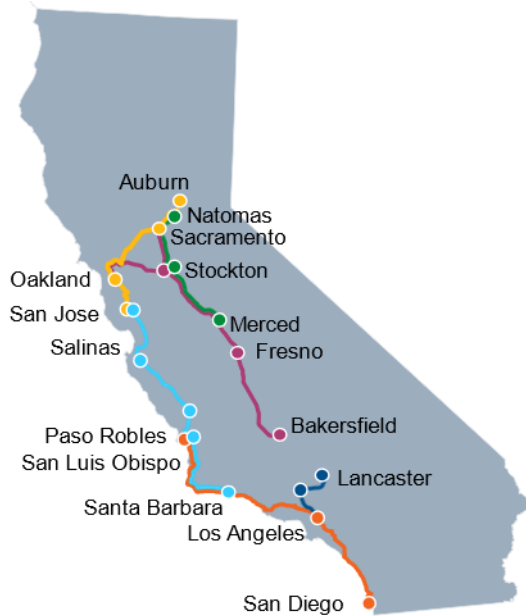 Auburn
Natomas
Sacramento
Oakland
Stockton
San Jose
Merced
Salinas
Fresno
Bakersfield
Paso Robles
San Luis Obispo
Lancaster
Santa Barbara
Los Angeles
San Diego